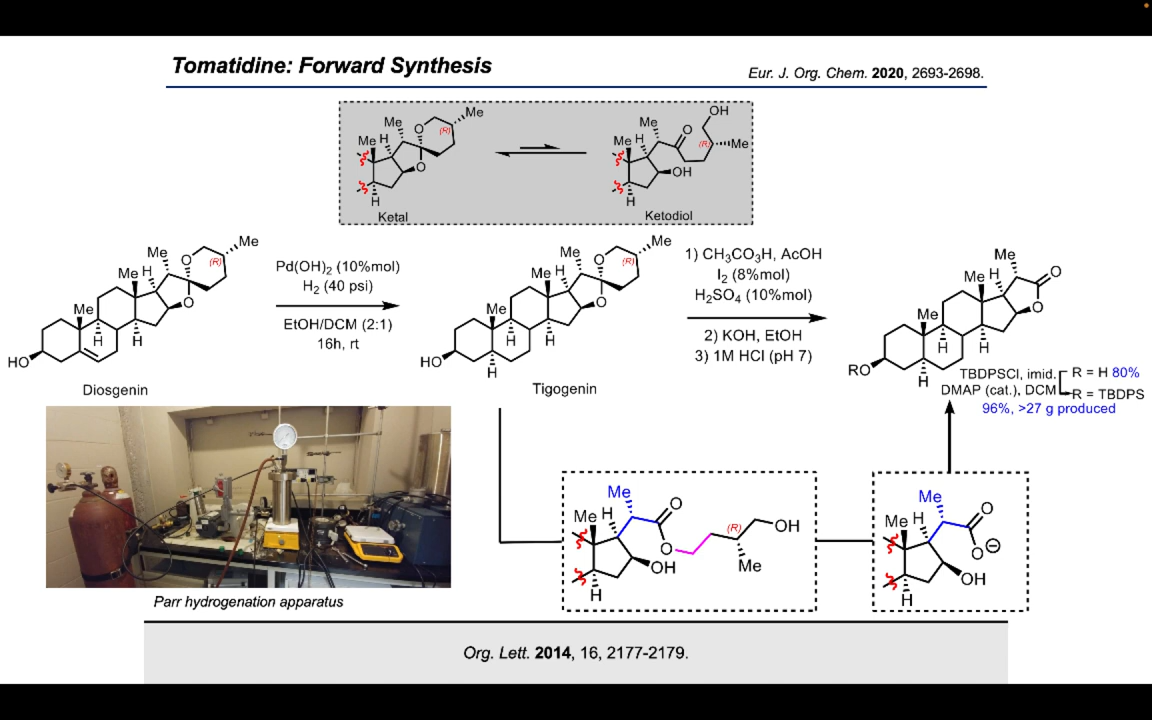 Tomatidine: Forward Synthesis
Eur. J. Org. Chem. 2020, 2693-2698.
Me
Me
Me H
O
(R)
O
H
Ketal
OH
Me
O
Me H
(R)
Me
OH
H
Ketodiol
Me
Me
Me H
O
(R)
O
Me
H
H
HO
Diosgenin
Pd(OH)₂ (10%mol)
H₂ (40 psi)
EtOH/DCM (2:1)
16h, rt
Me
Me
Me H
O
(R)
O
Me
H
H
HO
H
Tigogenin
1) CH₃CO₃H, AcOH
I₂ (8%mol)
H₂SO₄ (10%mol)
2) KOH, EtOH
3) 1M HCl (pH 7)
Me
O
Me H
O
Me
H
H
RO
H
TBDPSCl, imid.
DMAP (cat.), DCM
R = H 80%
R = TBDPS
96%, >27 g produced
Parr hydrogenation apparatus
Me
O
Me H
O
(R)
OH
OH
Me
H
Me
O
Me H
O ⊖
OH
H
Org. Lett. 2014, 16, 2177-2179.